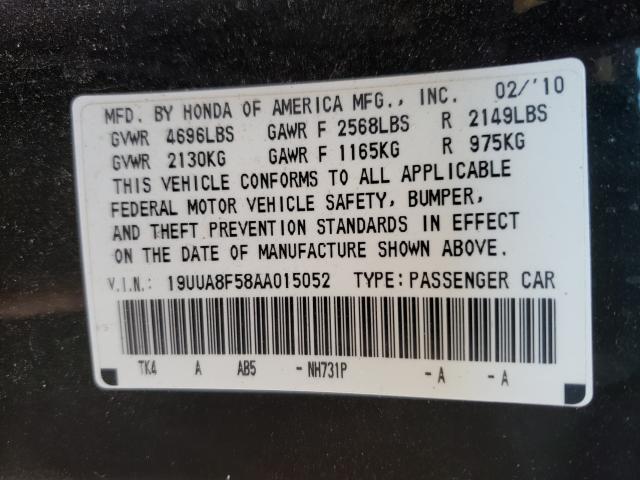 MFD. BY HONDA OF AMERICA MFG., INC. 02/'10
GVWR 4696LBS GAWR F 2568LBS R 2149LBS
GVWR 2130KG GAWR F 1165KG R 975KG
THIS VEHICLE CONFORMS TO ALL APPLICABLE
FEDERAL MOTOR VEHICLE SAFETY, BUMPER,
AND THEFT PREVENTION STANDARDS IN EFFECT
ON THE DATE OF MANUFACTURE SHOWN ABOVE.
V.I.N.: 19UUA8F58AA015052 TYPE:PASSENGER CAR
TK4 A AB5 -NH731P -A -A